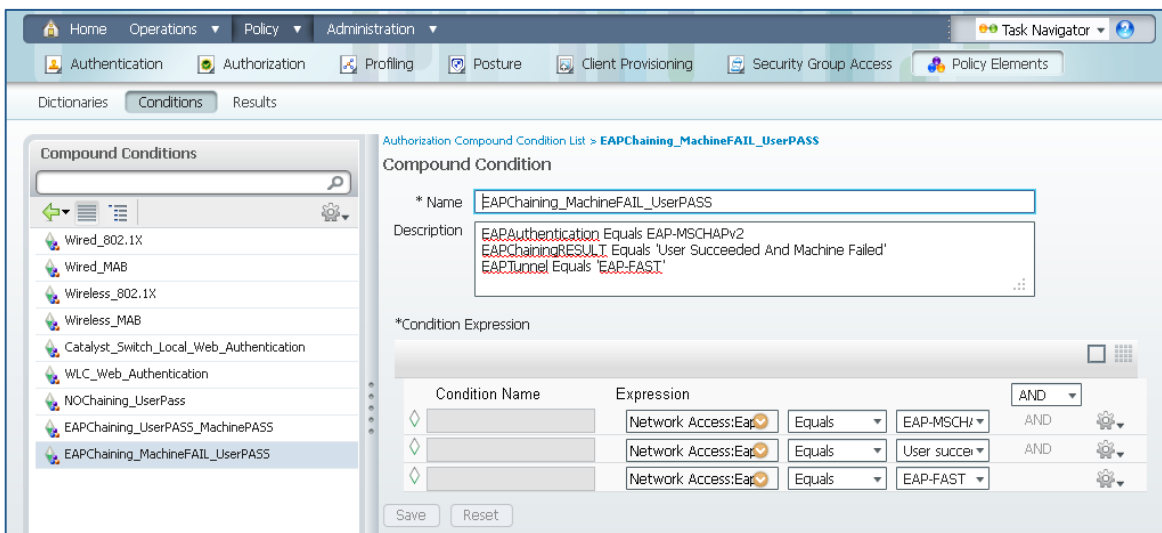 Home Operations ▼ Policy ▼ Administration ▼ Task Navigator ▼ ?
Authentication Authorization Profiling Posture Client Provisioning Security Group Access Policy Elements
Dictionaries Conditions Results
Compound Conditions
Wired_802.1X
Wired_MAB
Wireless_802.1X
Wireless_MAB
Catalyst_Switch_Local_Web_Authentication
WLC_Web_Authentication
NOChaining_UserPass
EAPChaining_UserPASS_MachinePASS
EAPChaining_MachineFAIL_UserPASS
Authorization Compound Condition List > EAPChaining_MachineFAIL_UserPASS
Compound Condition
* Name EAPChaining_MachineFAIL_UserPASS
Description EAPAuthentication Equals EAP-MSCHAPv2
EAPChainingRESULT Equals 'User Succeeded And Machine Failed'
EAPTunnel Equals 'EAP-FAST'
*Condition Expression
Condition Name Expression AND
Network Access:Eap Equals EAP-MSCHA AND
Network Access:Eap Equals User succe AND
Network Access:Eap Equals EAP-FAST
Save Reset